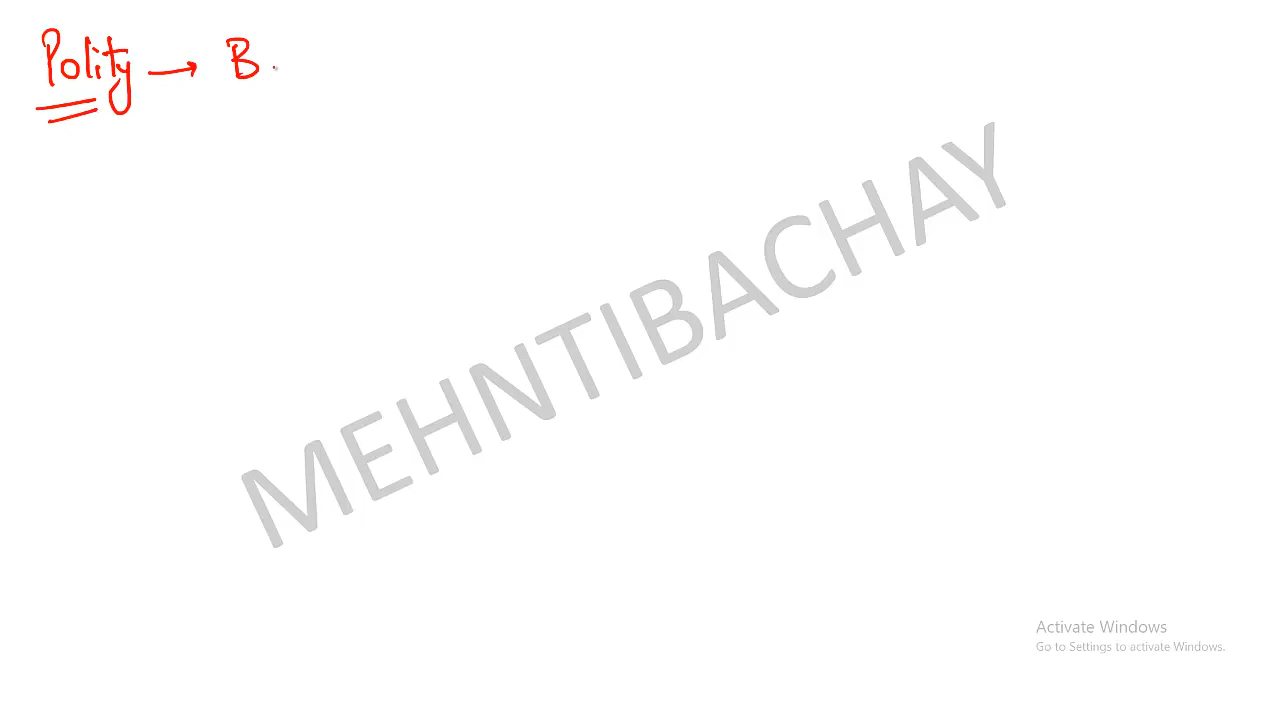 Polity → B
MEHNTIBACHAY
Activate Windows
Go to Settings to activate Windows.